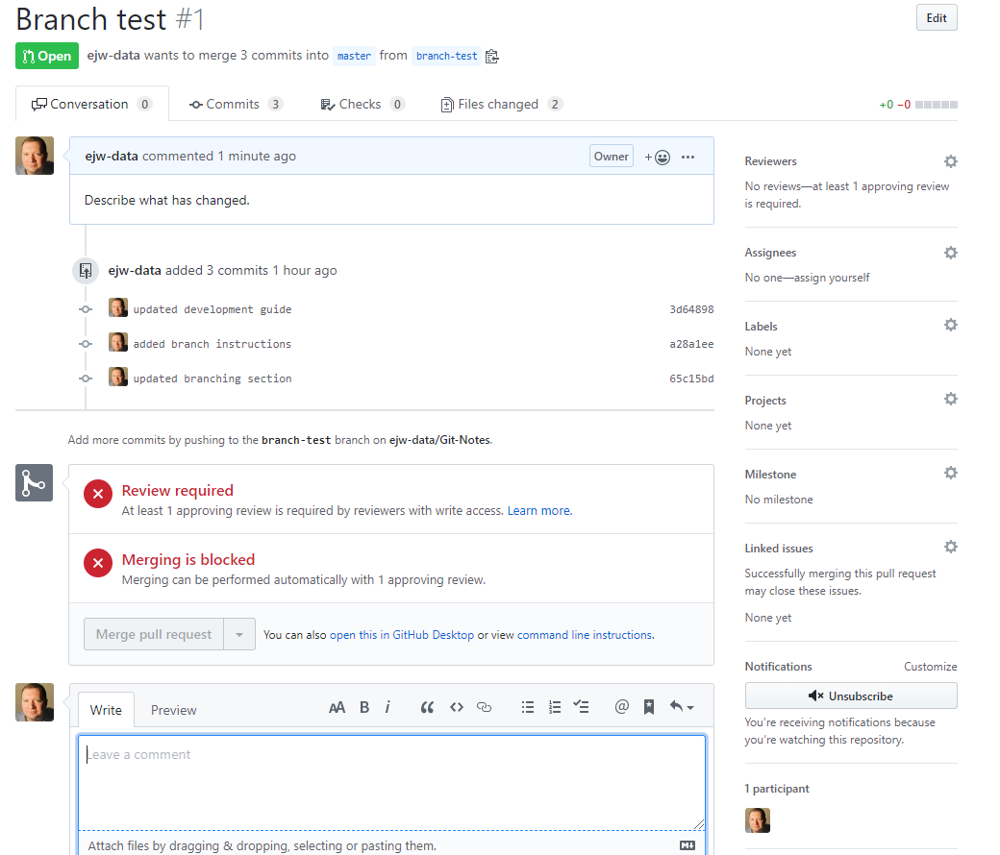 Branch test #1
Edit
Open ejw-data wants to merge 3 commits into master from branch-test
Conversation 0 Commits 3 Checks 0 Files changed 2 +0 −0
ejw-data commented 1 minute ago Owner + ...
Describe what has changed.
ejw-data added 3 commits 1 hour ago
updated development guide 3d64898
added branch instructions a28a1ee
updated branching section 65c15bd
Add more commits by pushing to the branch-test branch on ejw-data/Git-Notes.
Review required
At least 1 approving review is required by reviewers with write access. Learn more.
Merging is blocked
Merging can be performed automatically with 1 approving review.
Merge pull request You can also open this in GitHub Desktop or view command line instructions.
Write Preview AA B i
Leave a comment
Attach files by dragging & dropping, selecting or pasting them.
Reviewers
No reviews—at least 1 approving review
is required.
Assignees
No one—assign yourself
Labels
None yet
Projects
None yet
Milestone
No milestone
Linked issues
Successfully merging this pull request
may close these issues.
None yet
Notifications Customize
Unsubscribe
You're receiving notifications because
you're watching this repository.
1 participant